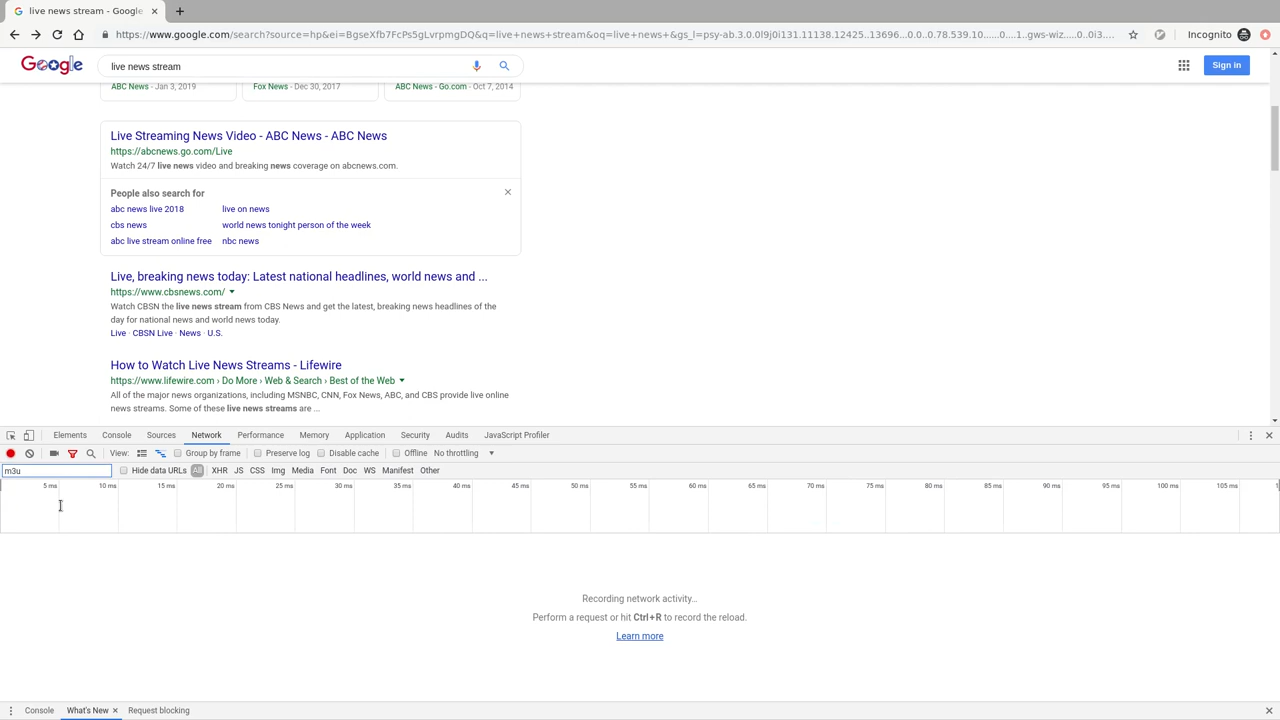 live news stream - Google
https://www.google.com/search?source=hp&ei=BgseXfb7FcPs5gLvrpmgDQ&q=live+news+stream&oq=live+news+&gs_l=psy-ab.3.0.0l9j0i131.11138.12425..13696...0.0..0.78.539.10......0....1..gws-wiz.....0..0i3....
Incognito
Google
live news stream
Sign in
ABC News - Jan 3, 2019
Fox News - Dec 30, 2017
ABC News - Go.com - Oct 7, 2014
Live Streaming News Video - ABC News - ABC News
https://abcnews.go.com/Live
Watch 24/7 live news video and breaking news coverage on abcnews.com.
People also search for
abc news live 2018 live on news
cbs news world news tonight person of the week
abc live stream online free nbc news
Live, breaking news today: Latest national headlines, world news and ...
https://www.cbsnews.com/
Watch CBSN the live news stream from CBS News and get the latest, breaking news headlines of the
day for national news and world news today.
Live · CBSN Live · News · U.S.
How to Watch Live News Streams - Lifewire
https://www.lifewire.com › Do More › Web & Search › Best of the Web
All of the major news organizations, including MSNBC, CNN, Fox News, ABC, and CBS provide live online
news streams. Some of these live news streams are ...
Elements Console Sources Network Performance Memory Application Security Audits JavaScript Profiler
View: Group by frame Preserve log Disable cache Offline No throttling
m3u Hide data URLs All XHR JS CSS Img Media Font Doc WS Manifest Other
5 ms 10 ms 15 ms 20 ms 25 ms 30 ms 35 ms 40 ms 45 ms 50 ms 55 ms 60 ms 65 ms 70 ms 75 ms 80 ms 85 ms 90 ms 95 ms 100 ms 105 ms
Recording network activity…
Perform a request or hit Ctrl+R to record the reload.
Learn more
Console What's New Request blocking